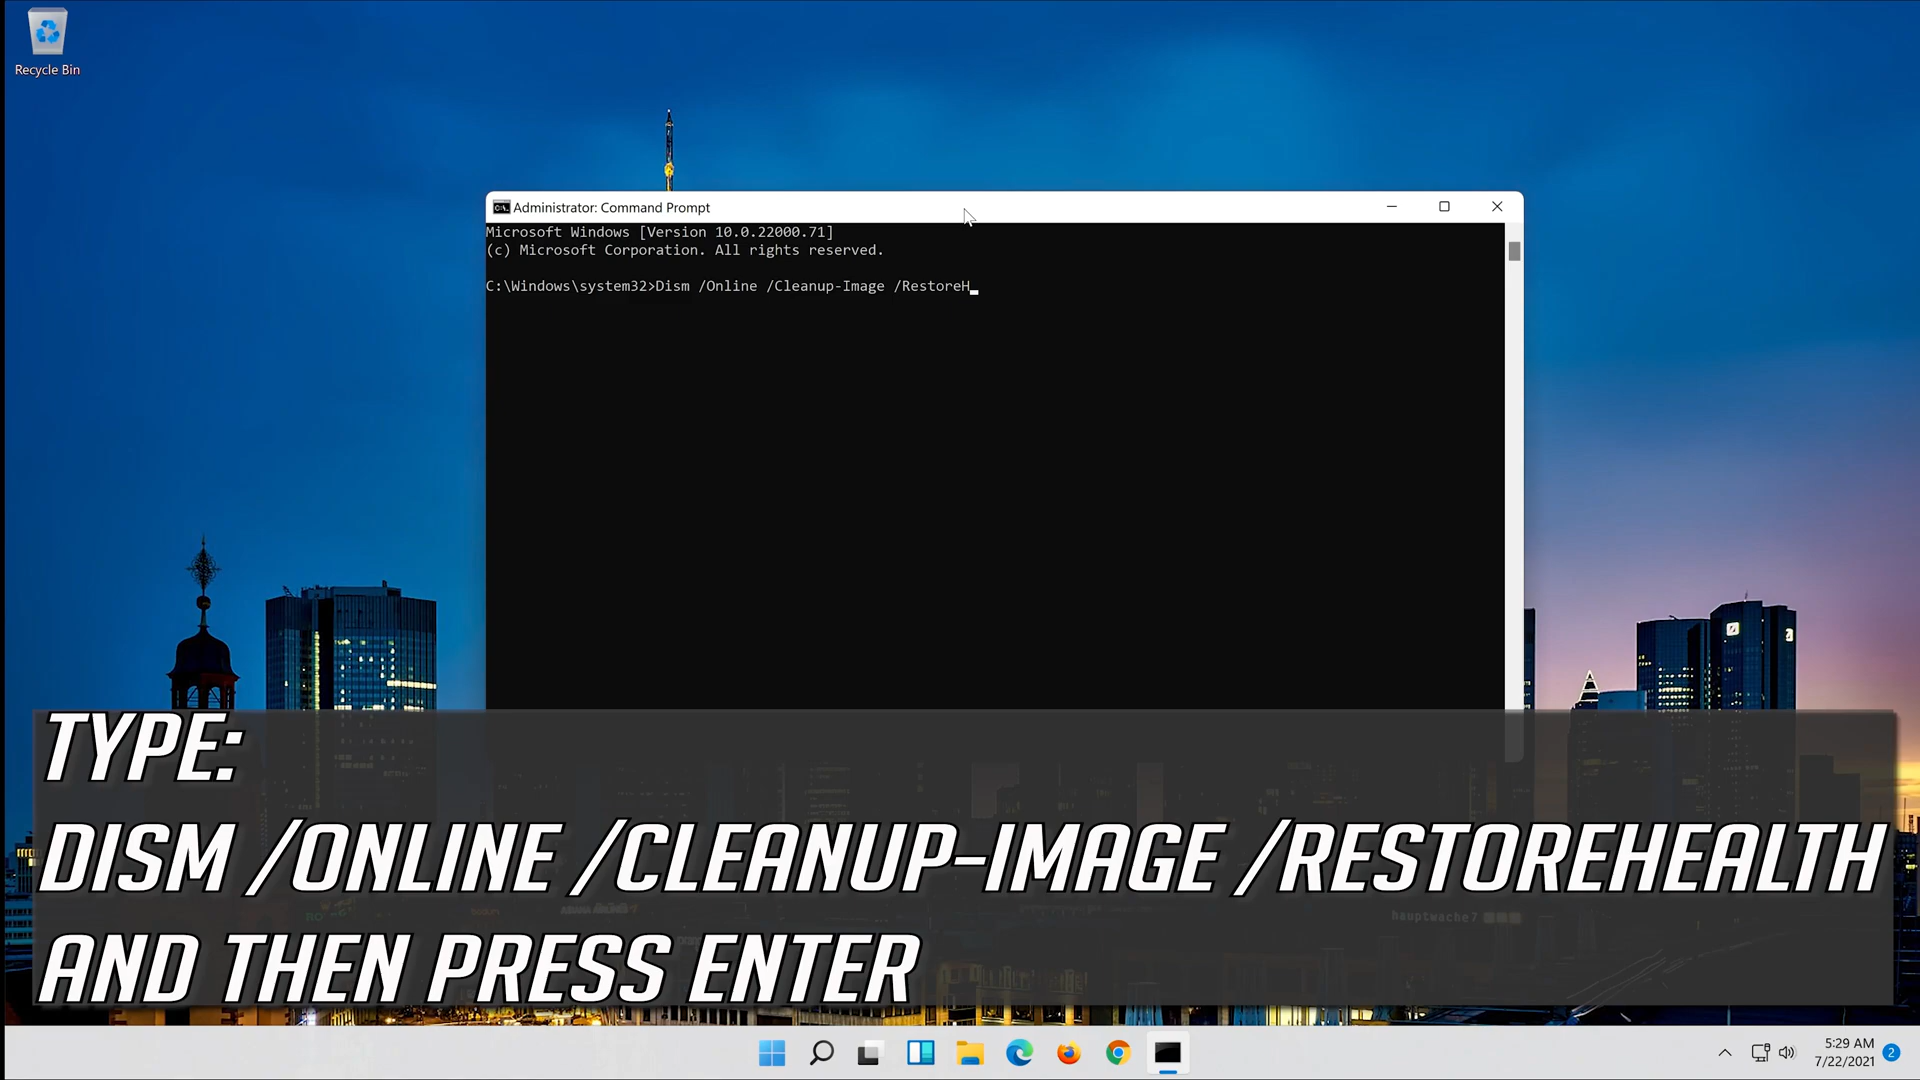 Recycle Bin
Administrator: Command Prompt
Microsoft Windows [Version 10.0.22000.71]
(c) Microsoft Corporation. All rights reserved.
C:\Windows\system32>Dism /Online /Cleanup-Image /RestoreH
TYPE:
DISM /ONLINE /CLEANUP-IMAGE /RESTOREHEALTH
hauptwache7
AND THEN PRESS ENTER
5:29 AM
7/22/2021
2